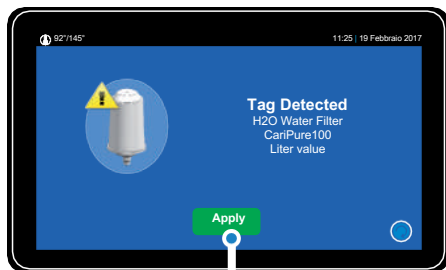 92°/145°
11:25 | 19 Febbraio 2017
Tag Detected
H2O Water Filter
CariPure100
Liter value
Apply